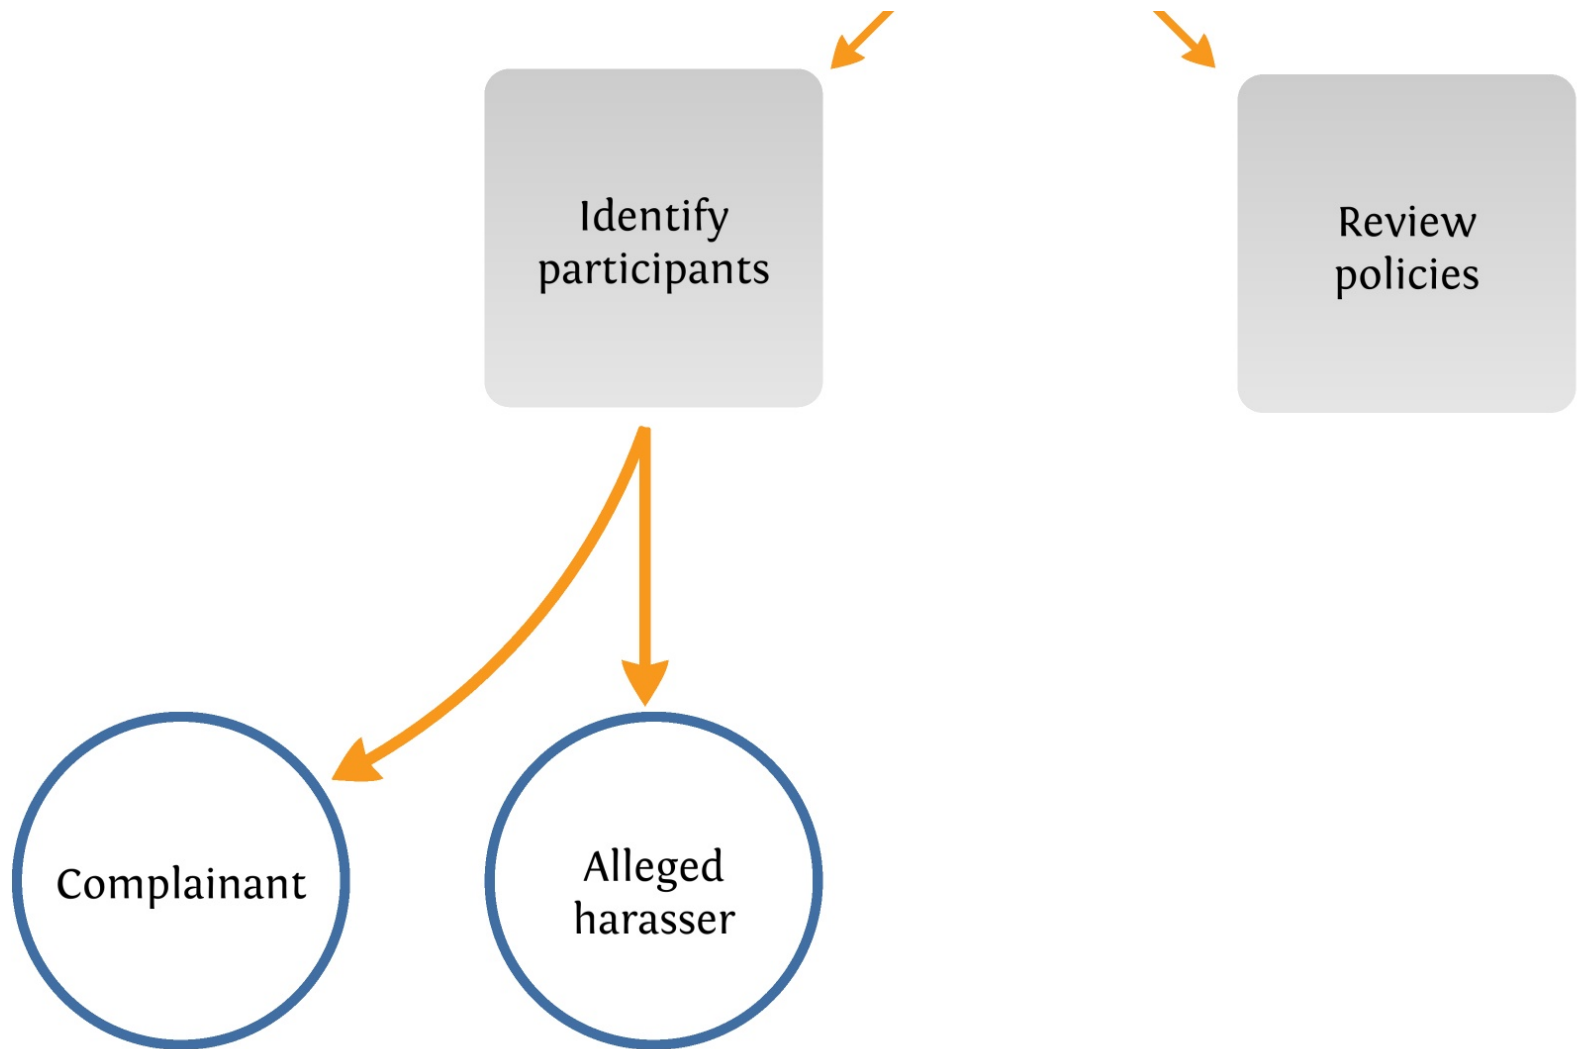 Identify
participants
Review
policies
Complainant
Alleged
harasser